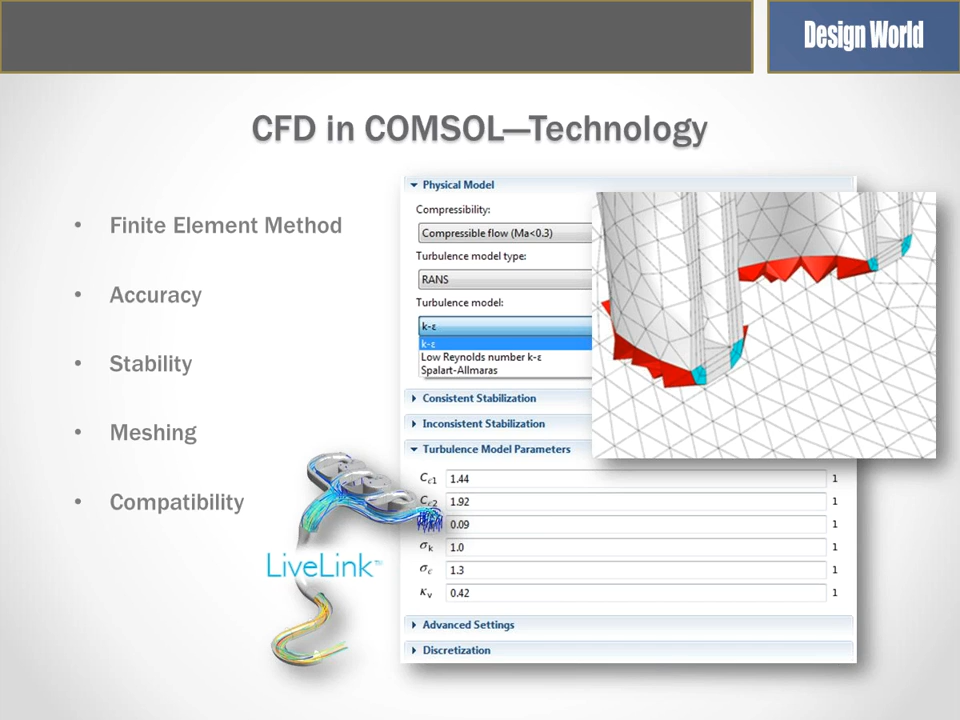 Design World
CFD in COMSOL—Technology
• Finite Element Method
• Accuracy
• Stability
• Meshing
• Compatibility
LiveLink™
Physical Model
Compressibility:
Compressible flow (Ma<0.3)
Turbulence model type:
RANS
Turbulence model:
k-ε
k-ε
Low Reynolds number k-ε
Spalart-Allmaras
Consistent Stabilization
Inconsistent Stabilization
Turbulence Model Parameters
Cε1 1.44 1
Cε2 1.92 1
0.09 1
σk 1.0 1
σε 1.3 1
κv 0.42 1
Advanced Settings
Discretization